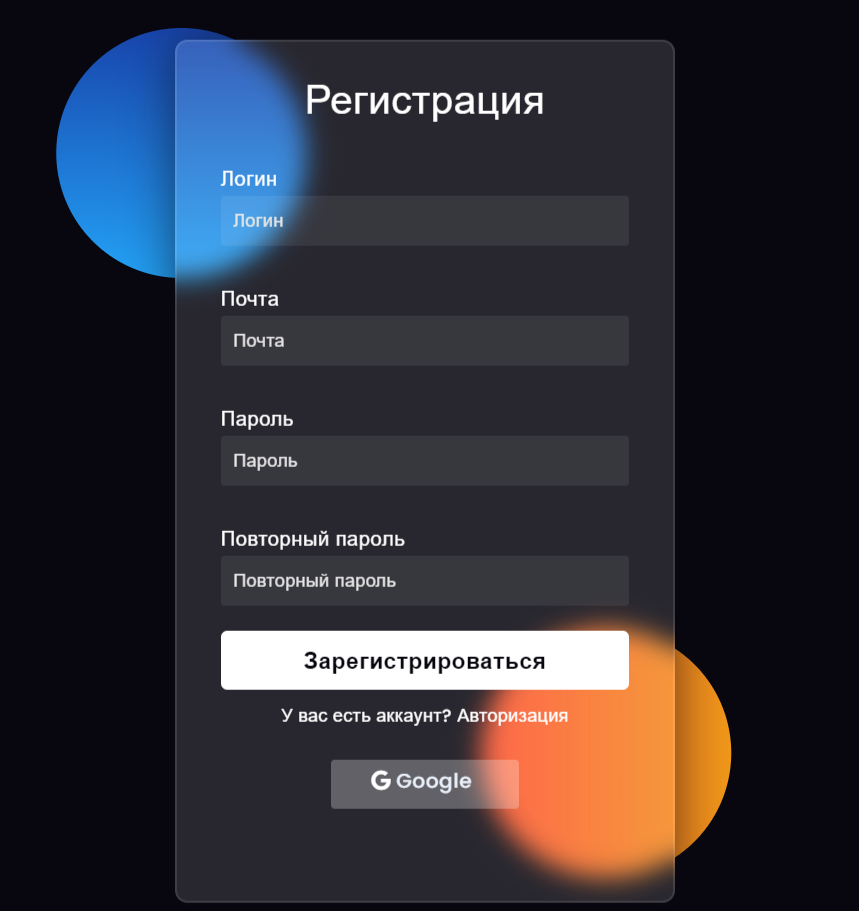 Регистрация
Логин
Логин
Почта
Почта
Пароль
Пароль
Повторный пароль
Повторный пароль
Зарегистрироваться
У вас есть аккаунт? Авторизация
Google